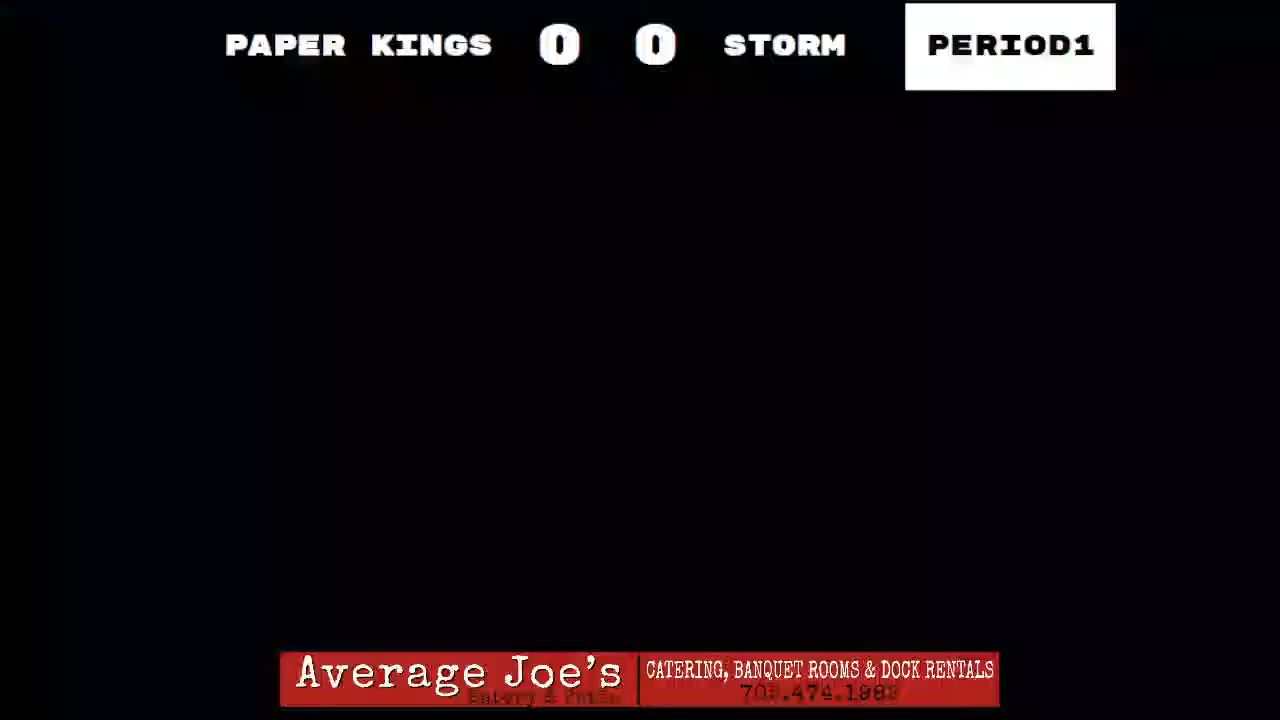 PAPER KINGS 0 0 STORM PERIOD1
Average Joe's
CATERING, BANQUET ROOMS & DOCK RENTALS